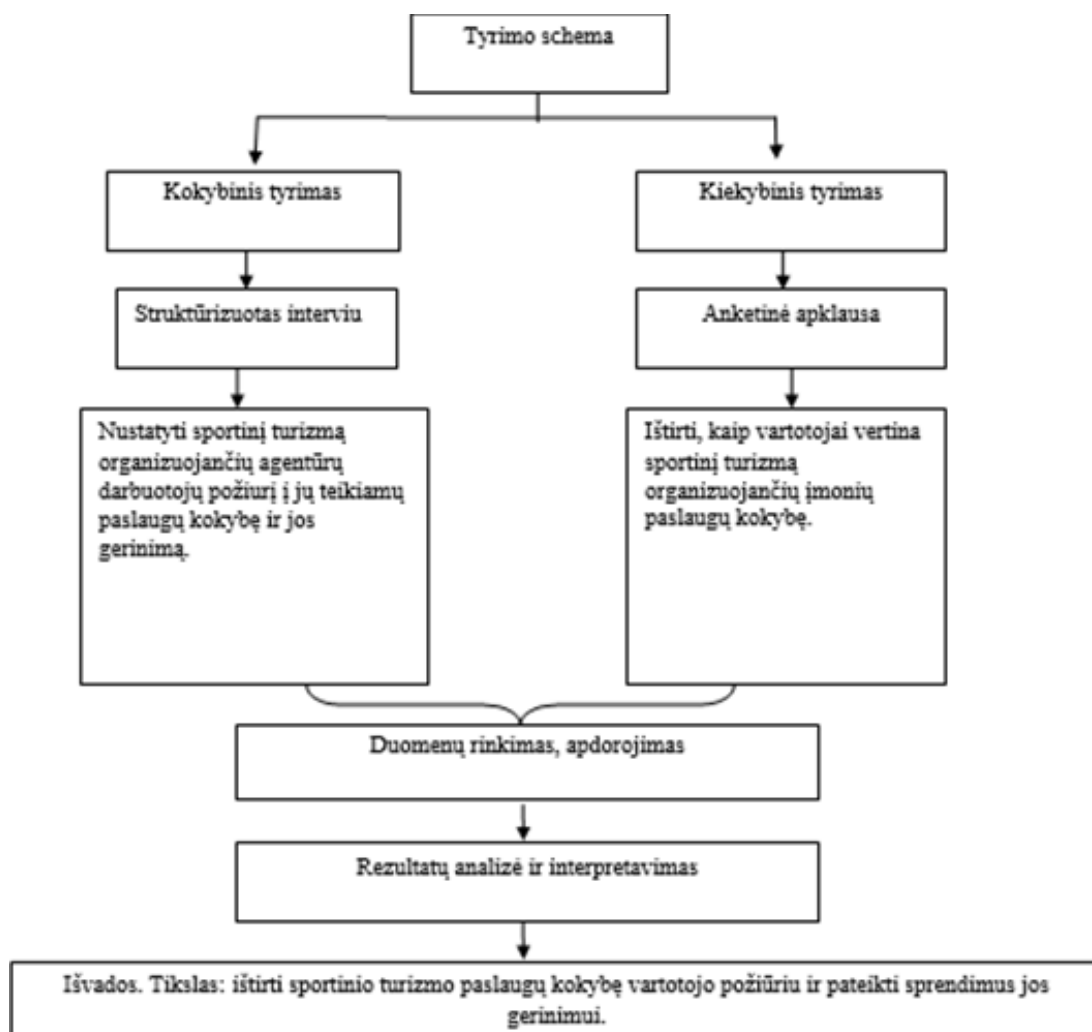 Tyrimo schema
Kokybinis tyrimas
Kiekybinis tyrimas
Struktūrizuotas interviu
Anketinė apklausa
Nustatyti sportinį turizmą
organizuojančių agentūrų
darbuotojų požiurį į jų teikiamų
paslaugų kokybę ir jos
gerinimą.
Ištirti, kaip vartotojai vertina
sportinį turizmą
organizuojančių įmonių
paslaugų kokybę.
Duomenų rinkimas, apdorojimas
Rezultatų analizė ir interpretavimas
Išvados. Tikslas: ištirti sportinio turizmo paslaugų kokybę vartotojo požiūriu ir pateikti sprendimus jos
gerinimui.